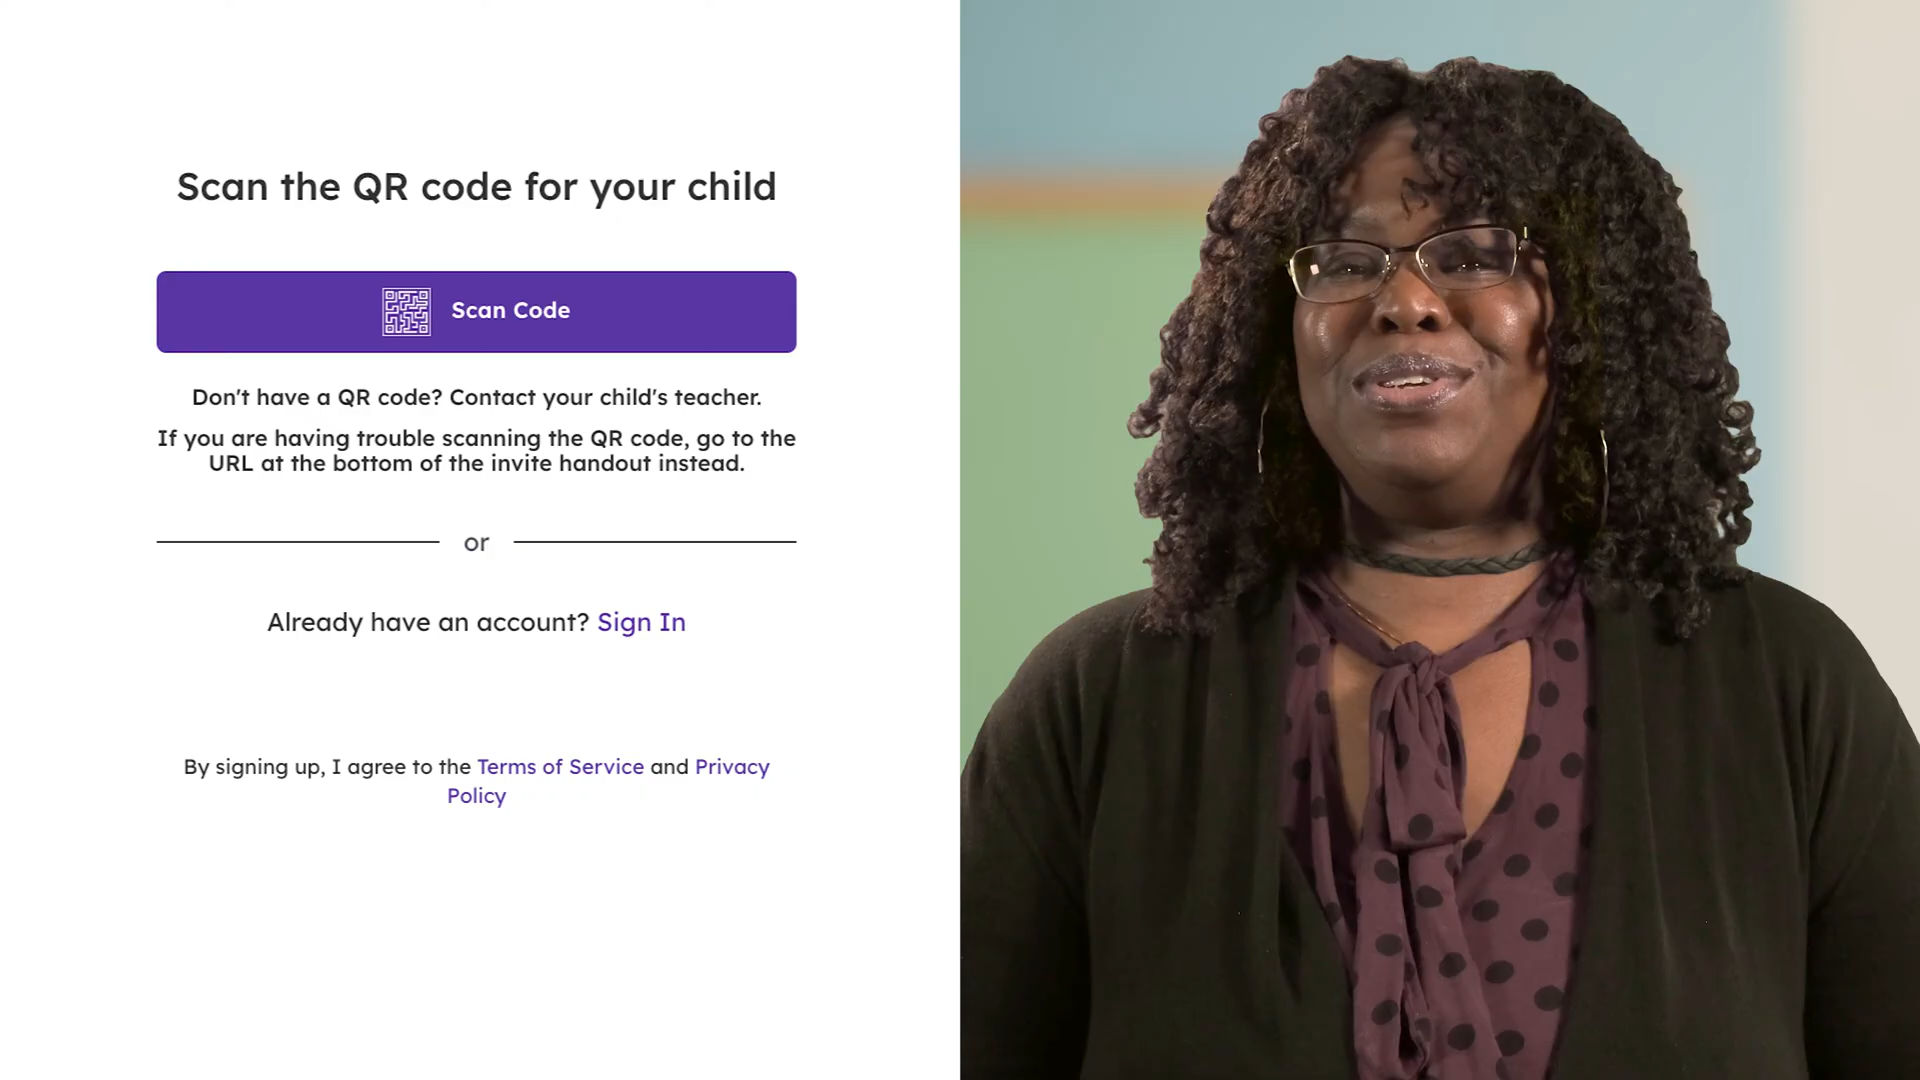 Scan the QR code for your child
Scan Code
Don't have a QR code? Contact your child's teacher.
If you are having trouble scanning the QR code, go to the
URL at the bottom of the invite handout instead.
or
Already have an account? Sign In
By signing up, I agree to the Terms of Service and Privacy
Policy